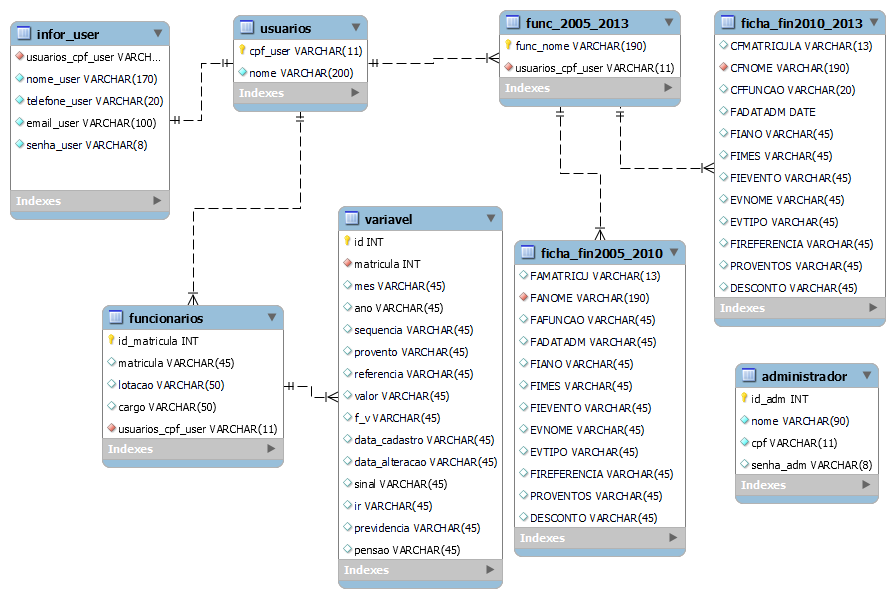 infor_user
usuarios_cpf_user VARCH...
nome_user VARCHAR(170)
telefone_user VARCHAR(20)
email_user VARCHAR(100)
senha_user VARCHAR(8)
Indexes
usuarios
cpf_user VARCHAR(11)
nome VARCHAR(200)
Indexes
func_2005_2013
func_nome VARCHAR(190)
usuarios_cpf_user VARCHAR(11)
Indexes
ficha_fin2010_2013
CFMATRICULA VARCHAR(13)
CFNOME VARCHAR(190)
CFFUNCAO VARCHAR(20)
FADATADM DATE
FIANO VARCHAR(45)
FIMES VARCHAR(45)
FIEVENTO VARCHAR(45)
EVNOME VARCHAR(45)
EVTIPO VARCHAR(45)
FIREFERENCIA VARCHAR(45)
PROVENTOS VARCHAR(45)
DESCONTO VARCHAR(45)
Indexes
funcionarios
id_matricula INT
matricula VARCHAR(45)
lotacao VARCHAR(50)
cargo VARCHAR(50)
usuarios_cpf_user VARCHAR(11)
Indexes
variavel
id INT
matricula INT
mes VARCHAR(45)
ano VARCHAR(45)
sequencia VARCHAR(45)
provento VARCHAR(45)
referencia VARCHAR(45)
valor VARCHAR(45)
f_v VARCHAR(45)
data_cadastro VARCHAR(45)
data_alteracao VARCHAR(45)
sinal VARCHAR(45)
ir VARCHAR(45)
previdencia VARCHAR(45)
pensao VARCHAR(45)
Indexes
ficha_fin2005_2010
FAMATRICU VARCHAR(13)
FANOME VARCHAR(190)
FAFUNCAO VARCHAR(45)
FADATADM VARCHAR(45)
FIANO VARCHAR(45)
FIMES VARCHAR(45)
FIEVENTO VARCHAR(45)
EVNOME VARCHAR(45)
EVTIPO VARCHAR(45)
FIREFERENCIA VARCHAR(45)
PROVENTOS VARCHAR(45)
DESCONTO VARCHAR(45)
Indexes
administrador
id_adm INT
nome VARCHAR(90)
cpf VARCHAR(11)
senha_adm VARCHAR(8)
Indexes